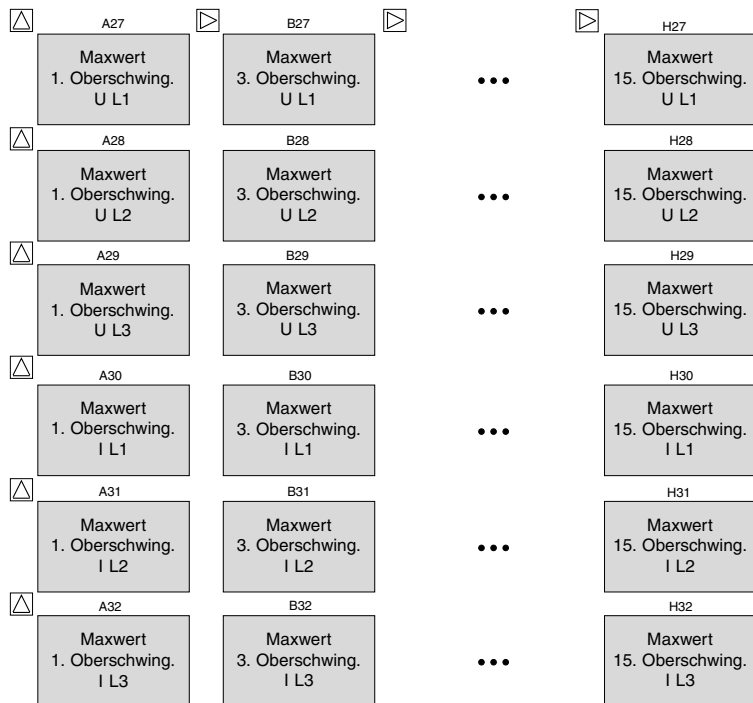 A27 B27 H27
Maxwert Maxwert Maxwert
1. Oberschwing. 3. Oberschwing. 15. Oberschwing.
U L1 U L1 U L1
A28 B28 H28
Maxwert Maxwert Maxwert
1. Oberschwing. 3. Oberschwing. 15. Oberschwing.
U L2 U L2 U L2
A29 B29 H29
Maxwert Maxwert Maxwert
1. Oberschwing. 3. Oberschwing. 15. Oberschwing.
U L3 U L3 U L3
A30 B30 H30
Maxwert Maxwert Maxwert
1. Oberschwing. 3. Oberschwing. 15. Oberschwing.
I L1 I L1 I L1
A31 B31 H31
Maxwert Maxwert Maxwert
1. Oberschwing. 3. Oberschwing. 15. Oberschwing.
I L2 I L2 I L2
A32 B32 H32
Maxwert Maxwert Maxwert
1. Oberschwing. 3. Oberschwing. 15. Oberschwing.
I L3 I L3 I L3